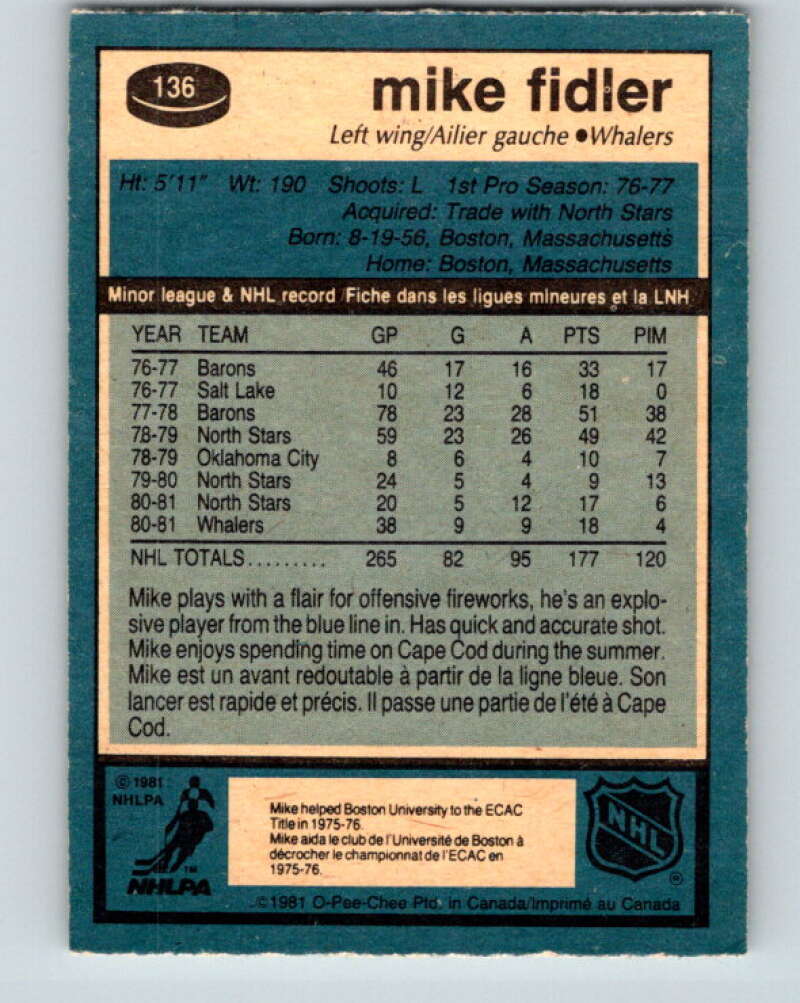 136
mike fidler
Left wing/Ailier gauche ●Whalers
Ht: 5'11" Wt: 190 Shoots: L 1st Pro Season: 76-77
Acquired: Trade with North Stars
Born: 8-19-56, Boston, Massachusetts
Home: Boston, Massachusetts
Minor league & NHL record/Fiche dans les ligues mineures et la LNH
YEAR TEAM GP G A PTS PIM
76-77 Barons 46 17 16 33 17
76-77 Salt Lake 10 12 6 18 0
77-78 Barons 78 23 28 51 38
78-79 North Stars 59 23 26 49 42
78-79 Oklahoma City 8 6 4 10 7
79-80 North Stars 24 5 4 9 13
80-81 North Stars 20 5 12 17 6
80-81 Whalers 38 9 9 18 4
NHL TOTALS......... 265 82 95 177 120
Mike plays with a flair for offensive fireworks, he's an explo-
sive player from the blue line in. Has quick and accurate shot.
Mike enjoys spending time on Cape Cod during the summer.
Mike est un avant redoutable à partir de la ligne bleue. Son
lancer est rapide et précis. Il passe une partie de l'été à Cape
Cod.
© 1981
NHLPA
NHLPA
TM
Mike helped Boston University to the ECAC
Title in 1975-76.
Mike aida le club de l'Université de Boston à
décrocher le championnat de l'ECAC en
1975-76.
NHL
®
©1981 O-Pee-Chee Ptd. in Canada/Imprimé au Canada